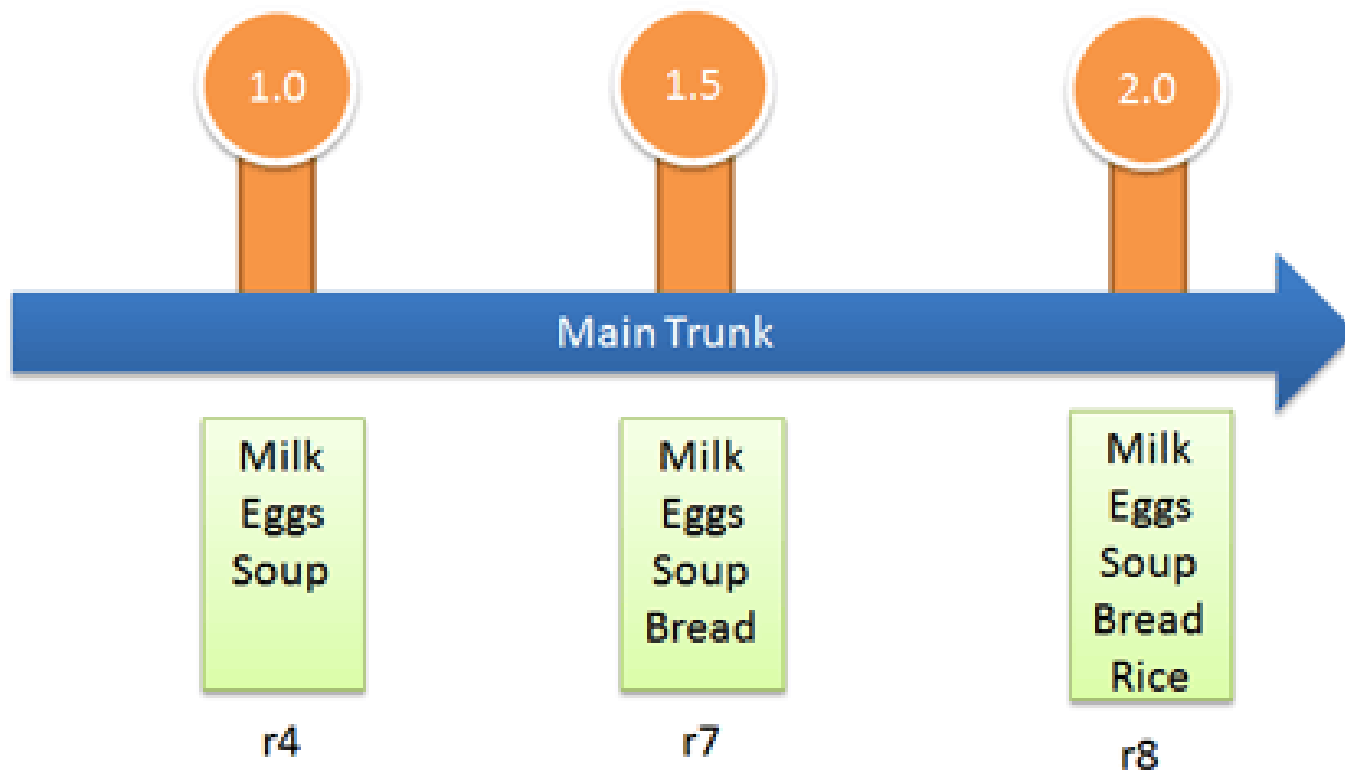 1.0
1.5
2.0
Main Trunk
Milk
Eggs
Soup
r4
Milk
Eggs
Soup
Bread
r7
Milk
Eggs
Soup
Bread
Rice
r8